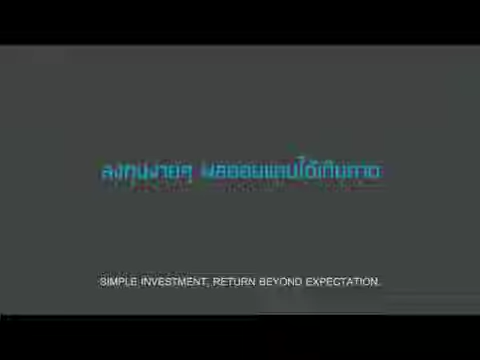 ลงทุนง่ายๆ ผลตอบแทนได้เกินคาด
SIMPLE INVESTMENT, RETURN BEYOND EXPECTATION.